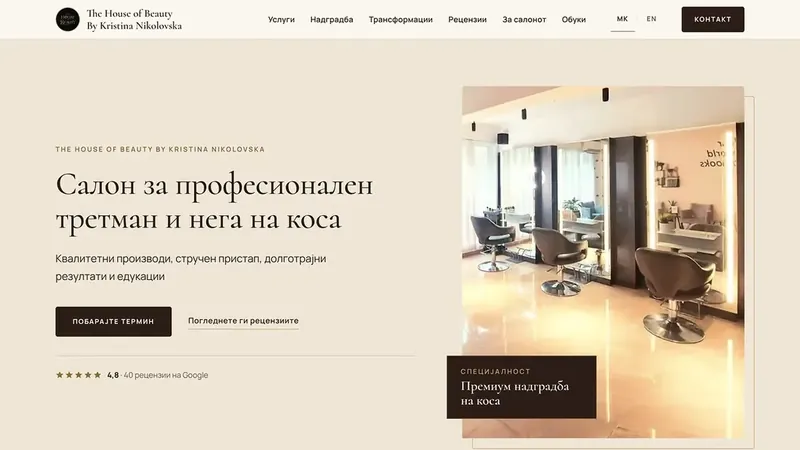 The House of Beauty
By Kristina Nikolovska
Услуги
Надградба
Трансформации
Рецензии
За салонот
Обуки
МК
EN
КОНТАКТ
THE HOUSE OF BEAUTY BY KRISTINA NIKOLOVSKA
Салон за професионален
третман и нега на коса
Квалитетни производи, стручен пристап, долготрајни
резултати и едукации
ПОБАРАЈТЕ ТЕРМИН
Погледнете ги рецензиите
4,8 · 40 рецензии на Google
СПЕЦИЈАЛНОСТ
Премиум надградба
на коса